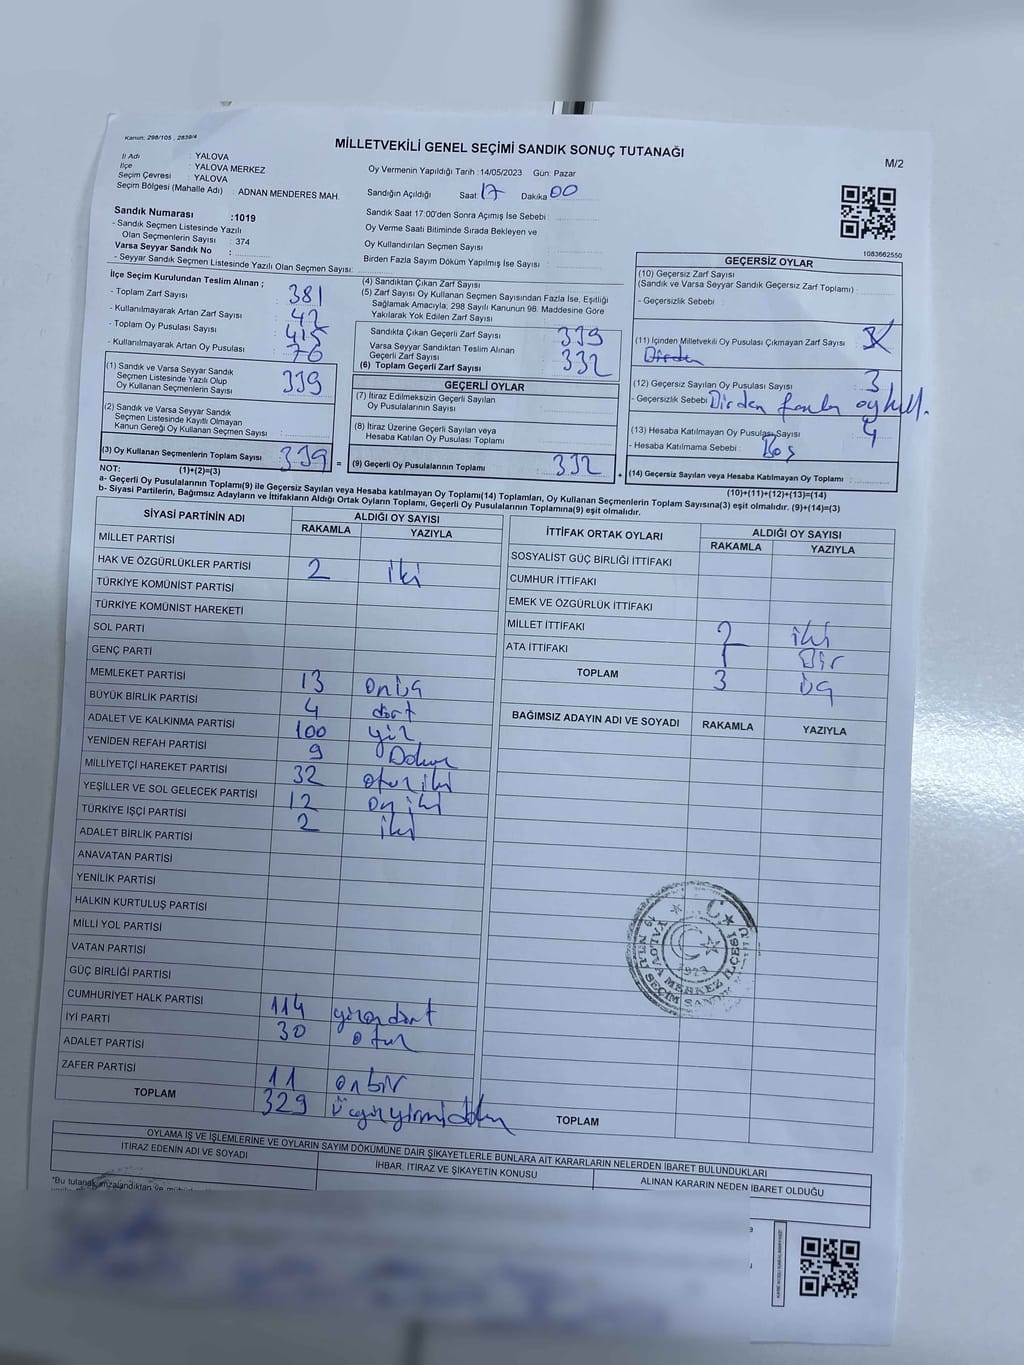 Kanun: 298/105 , 2839/4
MİLLETVEKİLİ GENEL SEÇİMİ SANDIK SONUÇ TUTANAĞI
M/2
İl Adı : YALOVA
İlçe : YALOVA MERKEZ
Seçim Çevresi : YALOVA
Seçim Bölgesi (Mahalle Adı) : ADNAN MENDERES MAH.
Oy Vermenin Yapıldığı Tarih :14/05/2023 Gün: Pazar
Sandığın Açıldığı Saat 17 Dakika 00
Sandık Saat 17:00'den Sonra Açımış İse Sebebi :
Oy Verme Saati Bitiminde Sırada Bekleyen ve
Oy Kullandırılan Seçmen Sayısı :
Birden Fazla Sayım Döküm Yapılmış İse Sayısı :
Sandık Numarası :1019
- Sandık Seçmen Listesinde Yazılı
Olan Seçmenlerin Sayısı : 374
Varsa Seyyar Sandık No :
- Seyyar Sandık Seçmen Listesinde Yazılı Olan Seçmen Sayısı:
1083662550
İlçe Seçim Kurulundan Teslim Alınan ;
- Toplam Zarf Sayısı : 381
- Kullanılmayarak Artan Zarf Sayısı : 42
- Toplam Oy Pusulası Sayısı : 415
- Kullanılmayarak Artan Oy Pusulası : 76
(1) Sandık ve Varsa Seyyar Sandık
Seçmen Listesinde Yazılı Olup
Oy Kullanan Seçmenlerin Sayısı : 339
(2) Sandık ve Varsa Seyyar Sandık
Seçmen Listesinde Kayıtlı Olmayan
Kanun Gereği Oy Kullanan Seçmen Sayısı :
(3) Oy Kullanan Seçmenlerin Toplam Sayısı : 339
(1)+(2)=(3)
(4) Sandıktan Çıkan Zarf Sayısı :
(5) Zarf Sayısı Oy Kullanan Seçmen Sayısından Fazla İse, Eşitliği
Sağlamak Amacıyla; 298 Sayılı Kanunun 98. Maddesine Göre
Yakılarak Yok Edilen Zarf Sayısı :
Sandıkta Çıkan Geçerli Zarf Sayısı : 339
Varsa Seyyar Sandıktan Teslim Alınan
Geçerli Zarf Sayısı : 332
(6) Toplam Geçerli Zarf Sayısı :
GEÇERLİ OYLAR
(7) İtiraz Edilmeksizin Geçerli Sayılan
Oy Pusulalarının Sayısı :
(8) İtiraz Üzerine Geçerli Sayılan veya
Hesaba Katılan Oy Pusulası Toplamı :
= (9) Geçerli Oy Pusulalarının Toplamı : 332 +
GEÇERSİZ OYLAR
(10) Geçersiz Zarf Sayısı
(Sandık ve Varsa Seyyar Sandık Geçersiz Zarf Toplamı) :
- Geçersizlik Sebebi :
(11) İçinden Milletvekili Oy Pusulası Çıkmayan Zarf Sayısı :
(12) Geçersiz Sayılan Oy Pusulası Sayısı : 3
- Geçersizlik Sebebi : Birden fazla oy kull.
(13) Hesaba Katılmayan Oy Pusulası Sayısı : 4
- Hesaba Katılmama Sebebi : Boş
(14) Geçersiz Sayılan veya Hesaba Katılmayan Oy Toplamı :
(10)+(11)+(12)+(13)=(14)
NOT:
a- Geçerli Oy Pusulalarının Toplamı(9) ile Geçersiz Sayılan veya Hesaba katılmayan Oy Toplamı(14) Toplamları, Oy Kullanan Seçmenlerin Toplam Sayısına(3) eşit olmalıdır. (9)+(14)=(3)
b- Siyasi Partilerin, Bağımsız Adayların ve İttifakların Aldığı Ortak Oyların Toplamı, Geçerli Oy Pusulalarının Toplamına(9) eşit olmalıdır.
SİYASİ PARTİNİN ADI ALDIĞI OY SAYISI
RAKAMLA YAZIYLA
MİLLET PARTİSİ
HAK VE ÖZGÜRLÜKLER PARTİSİ 2 iki
TÜRKİYE KOMÜNİST PARTİSİ
TÜRKİYE KOMÜNİST HAREKETİ
SOL PARTİ
GENÇ PARTİ
MEMLEKET PARTİSİ 13 onüç
BÜYÜK BİRLİK PARTİSİ 4 dört
ADALET VE KALKINMA PARTİSİ 100 yüz
YENİDEN REFAH PARTİSİ 9 Dokuz
MİLLİYETÇİ HAREKET PARTİSİ 32 otuz iki
YEŞİLLER VE SOL GELECEK PARTİSİ 12 on iki
TÜRKİYE İŞÇİ PARTİSİ 2 iki
ADALET BİRLİK PARTİSİ
ANAVATAN PARTİSİ
YENİLİK PARTİSİ
HALKIN KURTULUŞ PARTİSİ
MİLLİ YOL PARTİSİ
VATAN PARTİSİ
GÜÇ BİRLİĞİ PARTİSİ
CUMHURİYET HALK PARTİSİ 114 yüzondört
İYİ PARTİ 30 otuz
ADALET PARTİSİ
ZAFER PARTİSİ 11 onbir
TOPLAM 329 üçyüzyirmidokuz
İTTİFAK ORTAK OYLARI ALDIĞI OY SAYISI
RAKAMLA YAZIYLA
SOSYALİST GÜÇ BİRLİĞİ İTTİFAKI
CUMHUR İTTİFAKI
EMEK VE ÖZGÜRLÜK İTTİFAKI
MİLLET İTTİFAKI 2 iki
ATA İTTİFAKI 1 Bir
TOPLAM 3 üç
BAĞIMSIZ ADAYIN ADI VE SOYADI RAKAMLA YAZIYLA
TOPLAM
1923
YALOVA MERKEZ İLÇESİ
OYLAMA İŞ VE İŞLEMLERİNE VE OYLARIN SAYIM DÖKÜMÜNE DAİR ŞİKAYETLERLE BUNLARA AİT KARARLARIN NELERDEN İBARET BULUNDUKLARI
İTİRAZ EDENİN ADI VE SOYADI İHBAR, İTİRAZ VE ŞİKAYETİN KONUSU ALINAN KARARIN NEDEN İBARET OLDUĞU
"Bu tutanak imzalandıktan ve